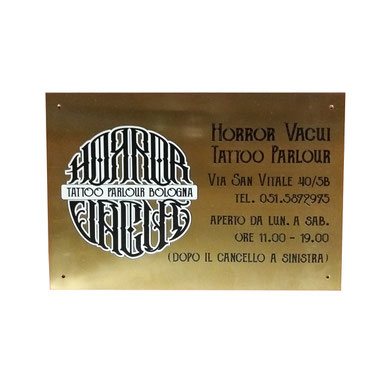 HORROR
TATTOO PARLOUR BOLOGNA
VACUI
HORROR VACUI
TATTOO PARLOUR
VIA SAN VITALE 40/5B
TEL. 051.5872975
APERTO DA LUN. A SAB.
ORE 11.00 - 19.00
(DOPO IL CANCELLO A SINISTRA)